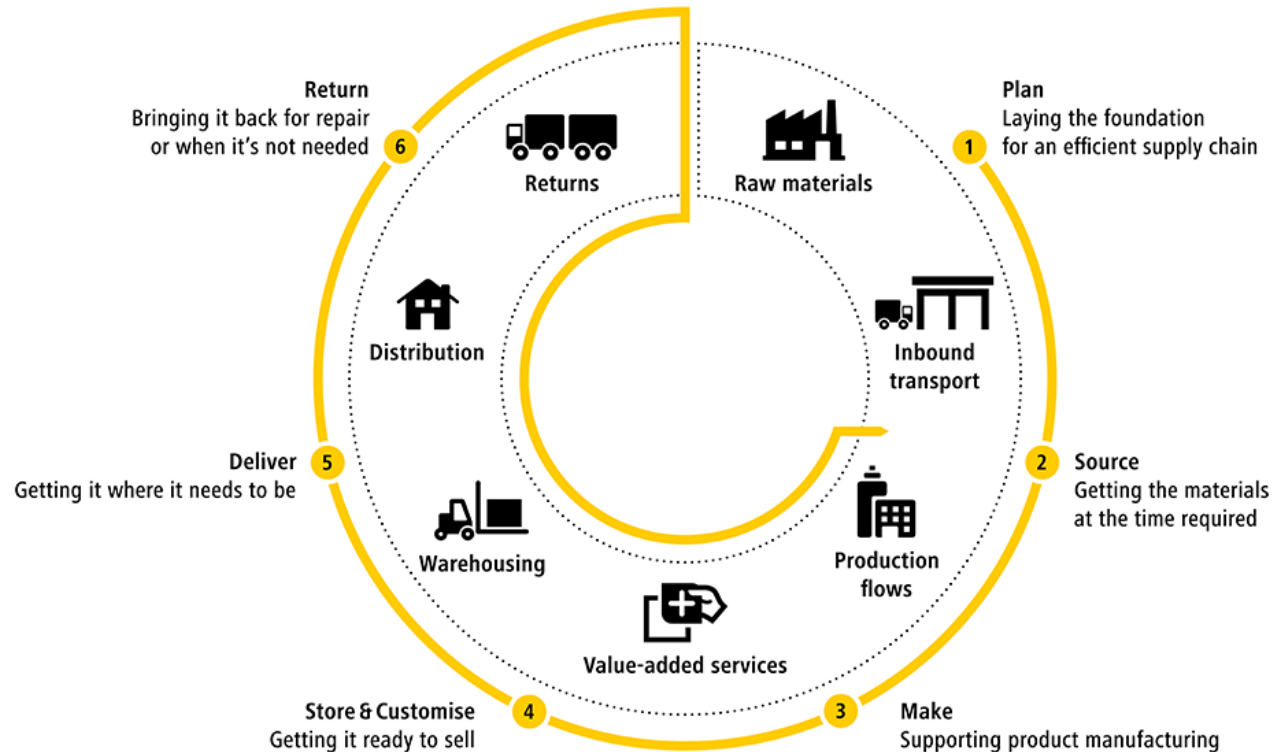 Return
Bringing it back for repair
or when it's not needed
6
Plan
Laying the foundation
for an efficient supply chain
1
Returns
Raw materials
Distribution
Inbound
transport
Deliver
Getting it where it needs to be
5
2
Source
Getting the materials
at the time required
Warehousing
Production
flows
Value-added services
Store & Customise
Getting it ready to sell
4
3
Make
Supporting product manufacturing